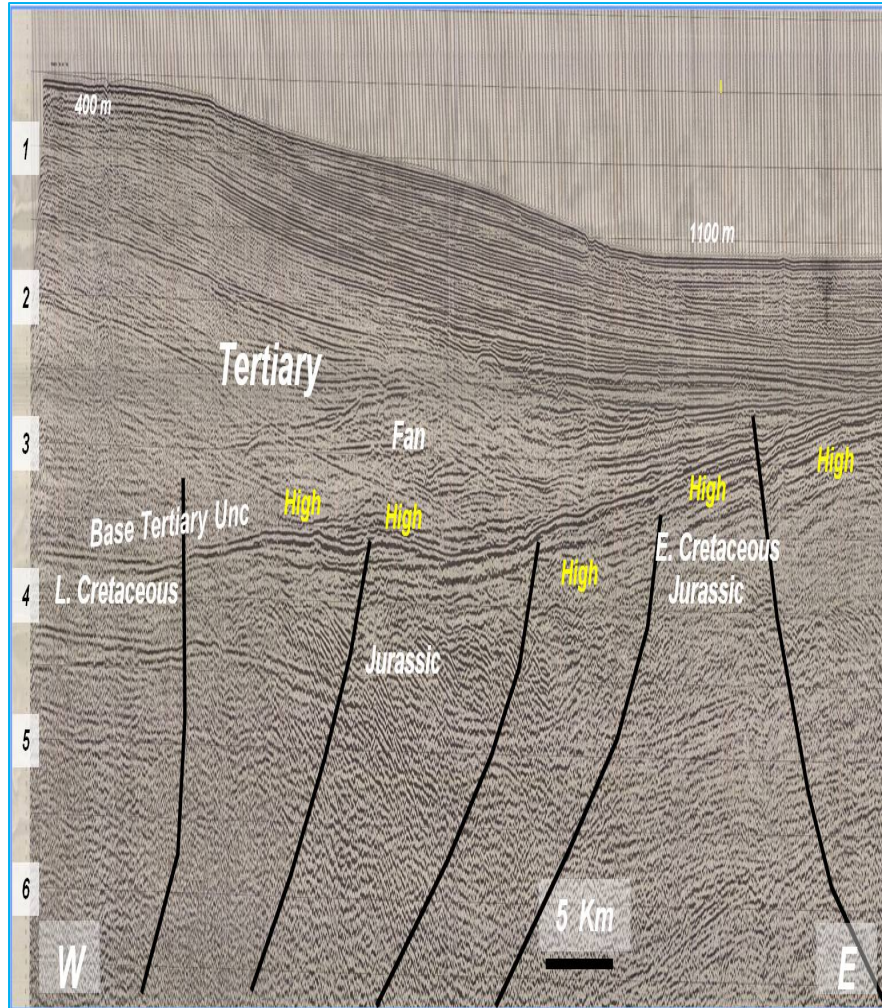 400 m
1
1100 m
2
Tertiary
3
Fan
High
High
High
High
Base Tertiary Unc
E. Cretaceous
High
L. Cretaceous
4
Jurassic
Jurassic
5
6
5 Km
W
E